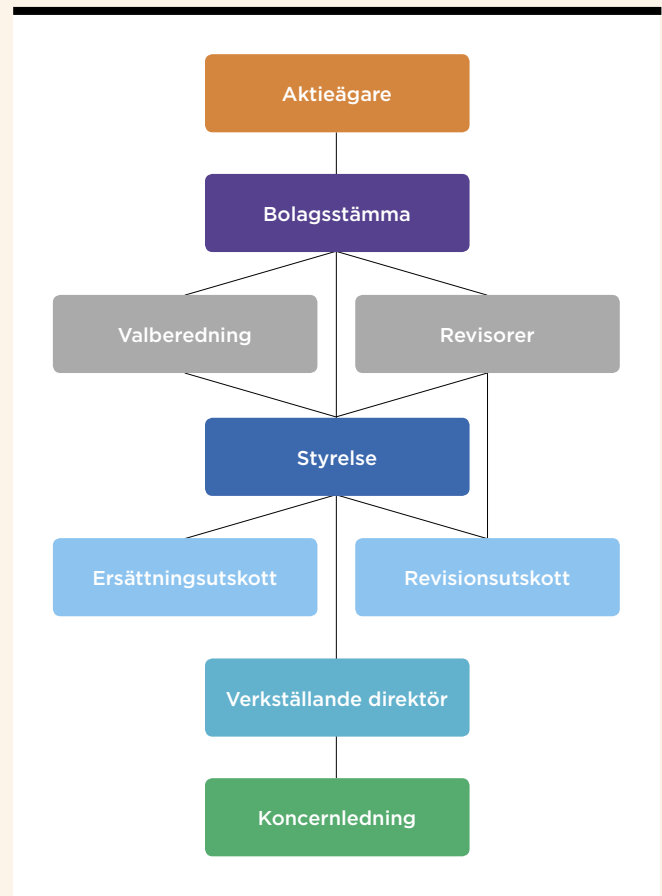 Aktieägare
Bolagsstämma
Valberedning
Revisorer
Styrelse
Ersättningsutskott
Revisionsutskott
Verkställande direktör
Koncernledning